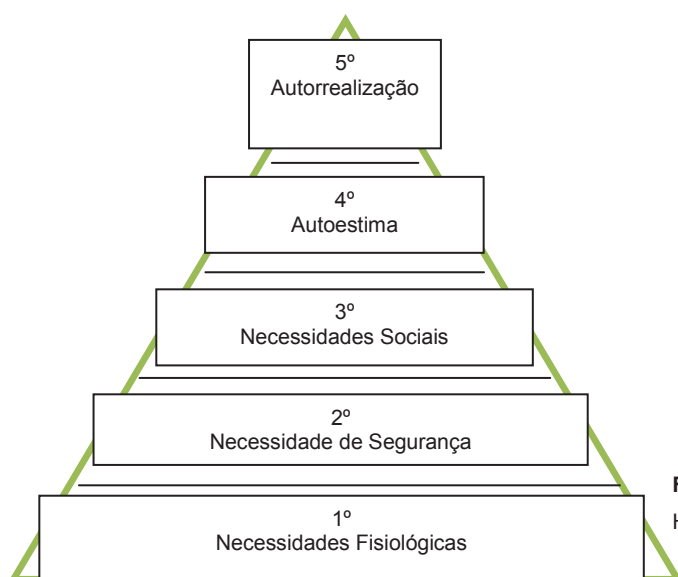 5º
Autorrealização
4º
Autoestima
3º
Necessidades Sociais
2º
Necessidade de Segurança
1º
Necessidades Fisiológicas